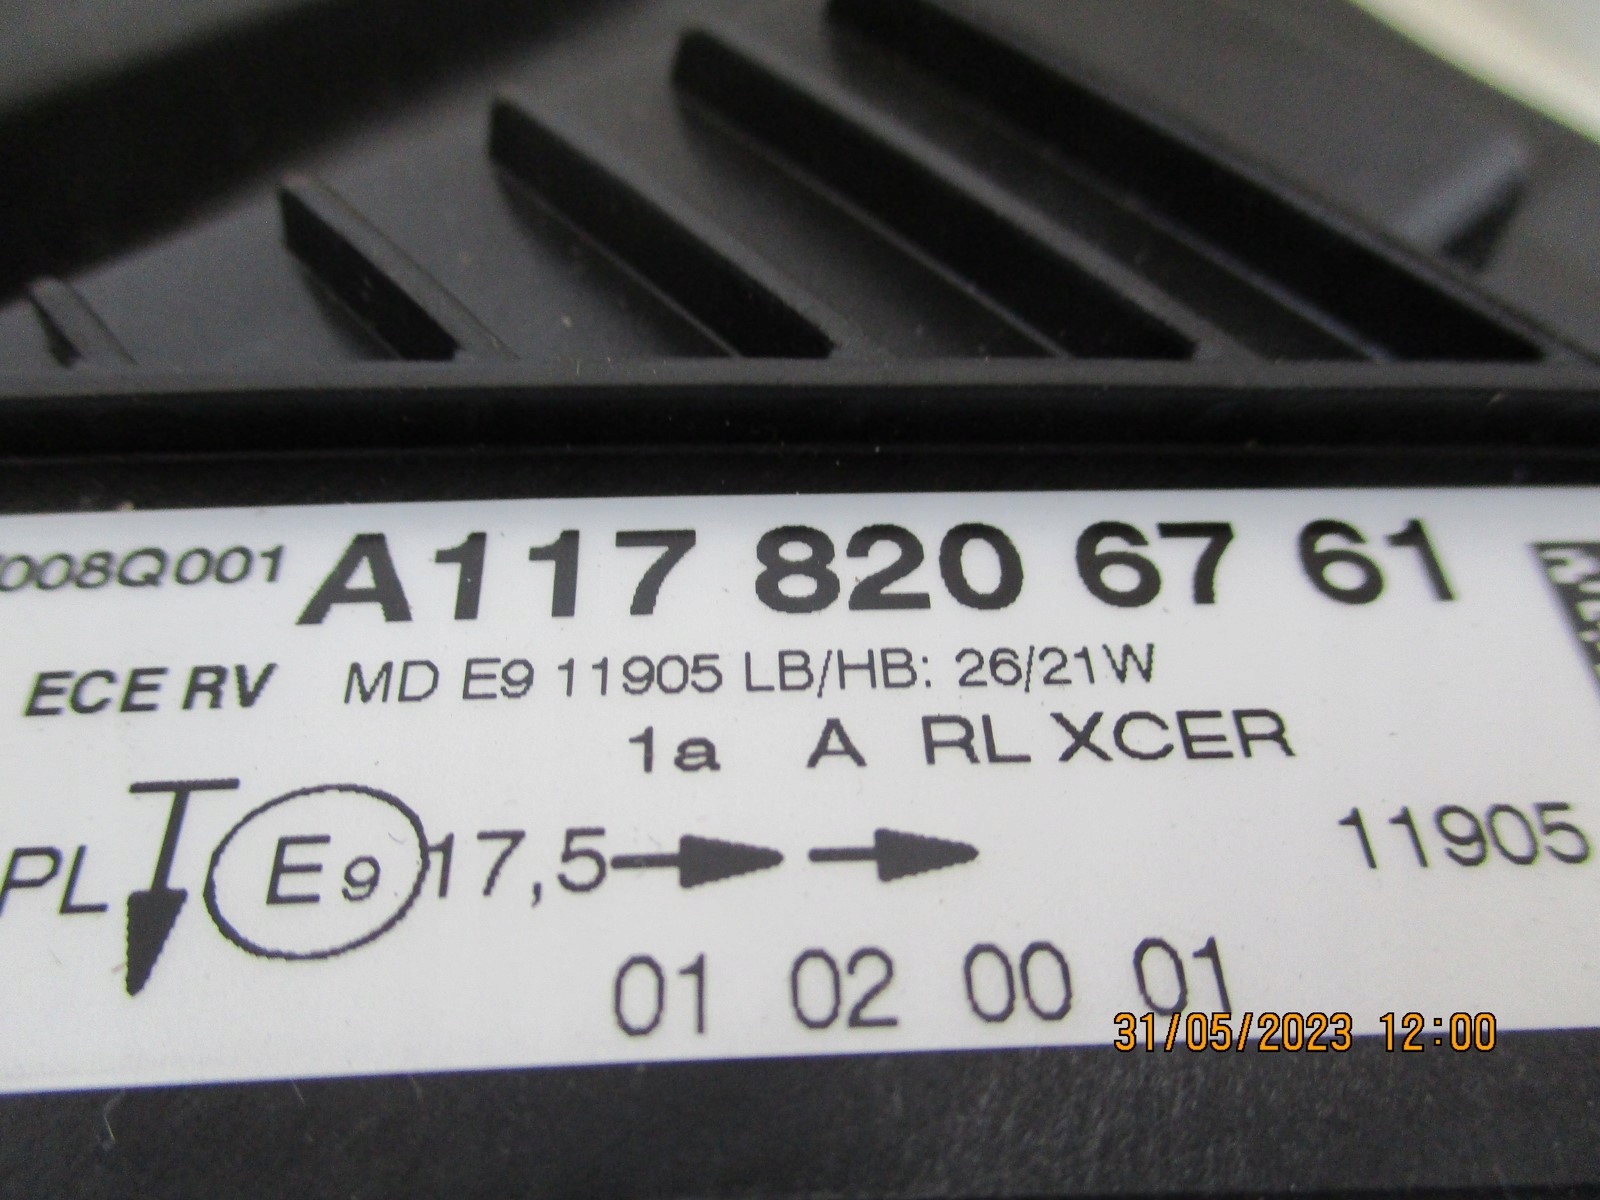 008Q001 A117 820 67 61
ECE RV MD E9 11905 LB/HB: 26/21W
1a A RL XCER
PL E9 17,5 → → 11905
01 02 00 01
31/05/2023 12:00